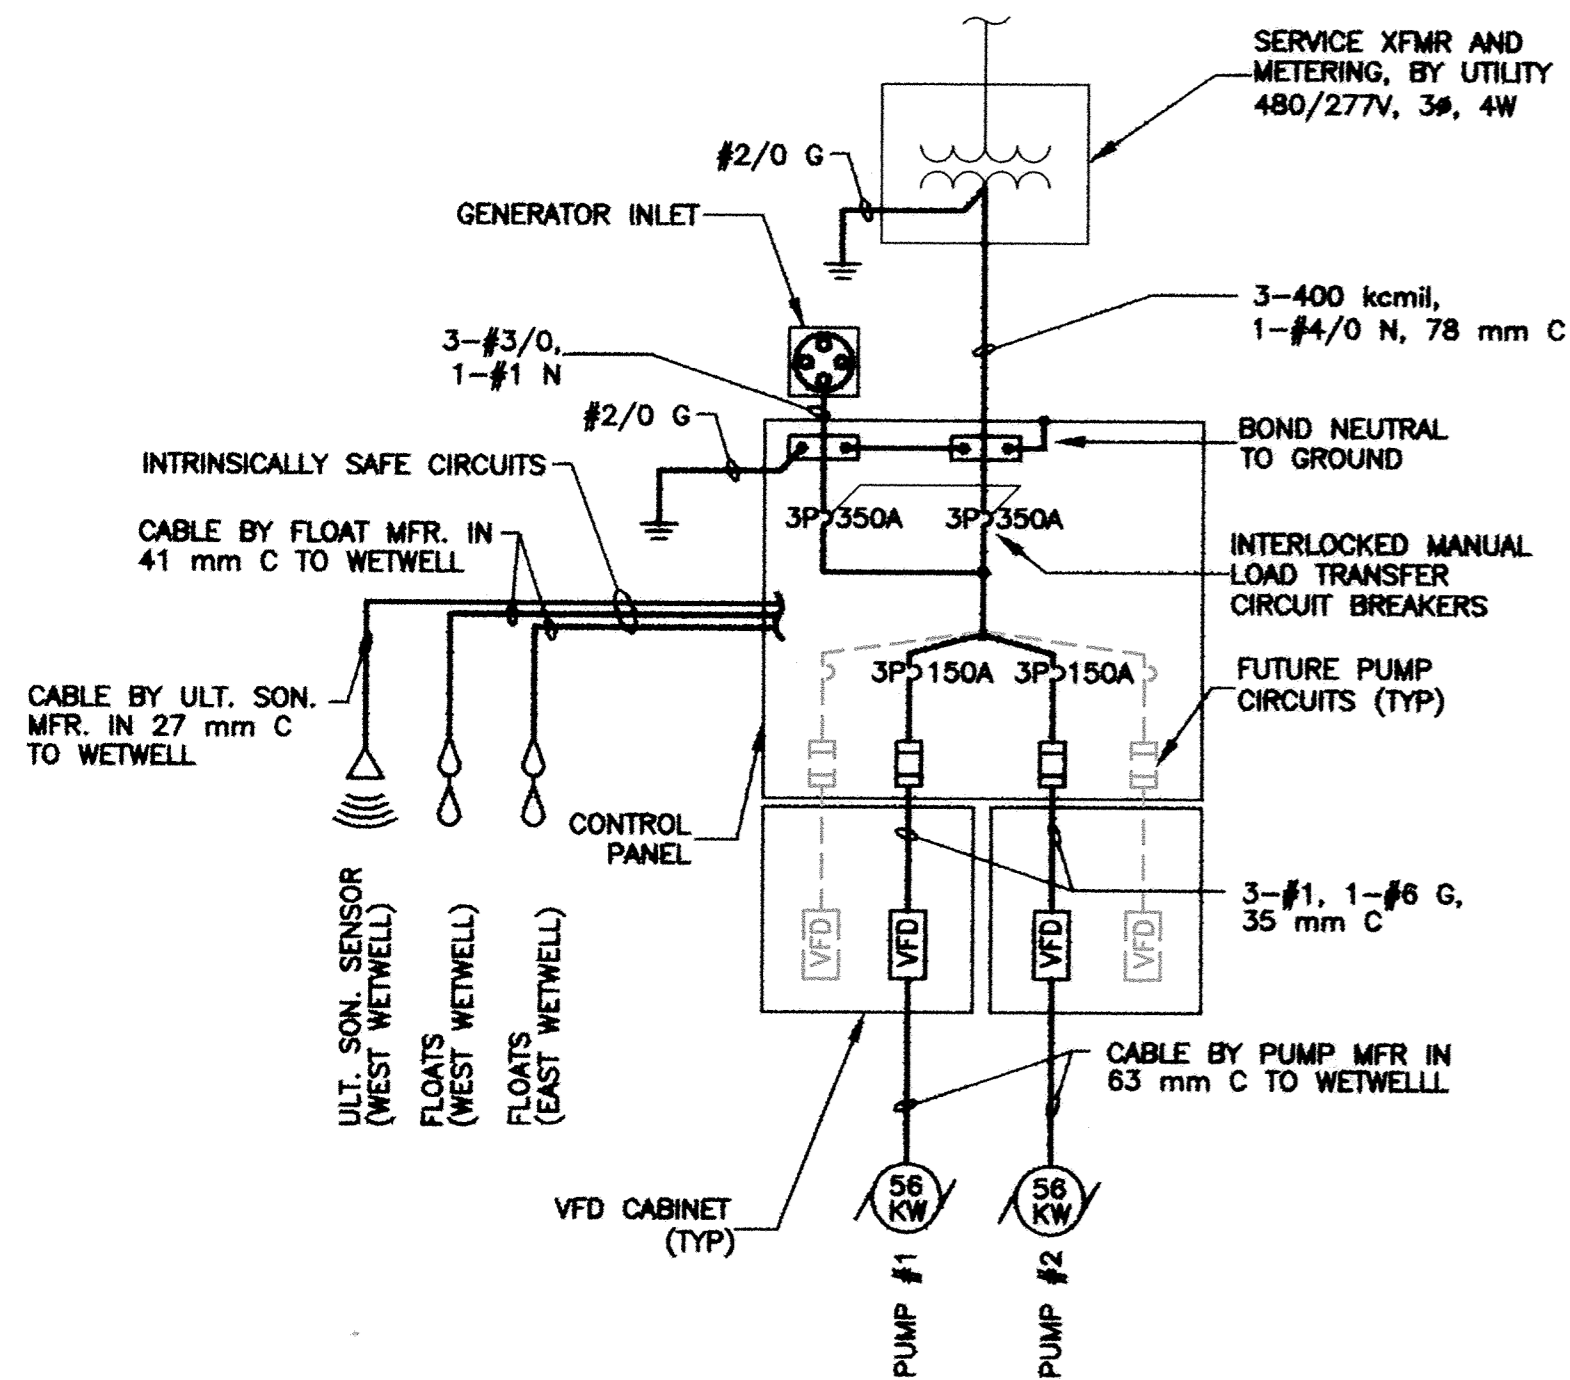 SERVICE XFMR AND
METERING, BY UTILITY
480/277V, 3ø, 4W
#2/0 G
GENERATOR INLET
3-400 kcmil,
1-#4/0 N, 78 mm C
3-#3/0,
1-#1 N
#2/0 G
BOND NEUTRAL
TO GROUND
INTRINSICALLY SAFE CIRCUITS
3P 350A
3P 350A
CABLE BY FLOAT MFR. IN
41 mm C TO WETWELL
INTERLOCKED MANUAL
LOAD TRANSFER
CIRCUIT BREAKERS
3P 150A
3P 150A
FUTURE PUMP
CIRCUITS (TYP)
CABLE BY ULT. SON.
MFR. IN 27 mm C
TO WETWELL
CONTROL
PANEL
3-#1, 1-#6 G,
35 mm C
VFD
VFD
VFD
VFD
ULT. SON. SENSOR
(WEST WETWELL)
FLOATS
(WEST WETWELL)
FLOATS
(EAST WETWELL)
CABLE BY PUMP MFR IN
63 mm C TO WETWELLL
VFD CABINET
(TYP)
56
KW
56
KW
PUMP #1
PUMP #2